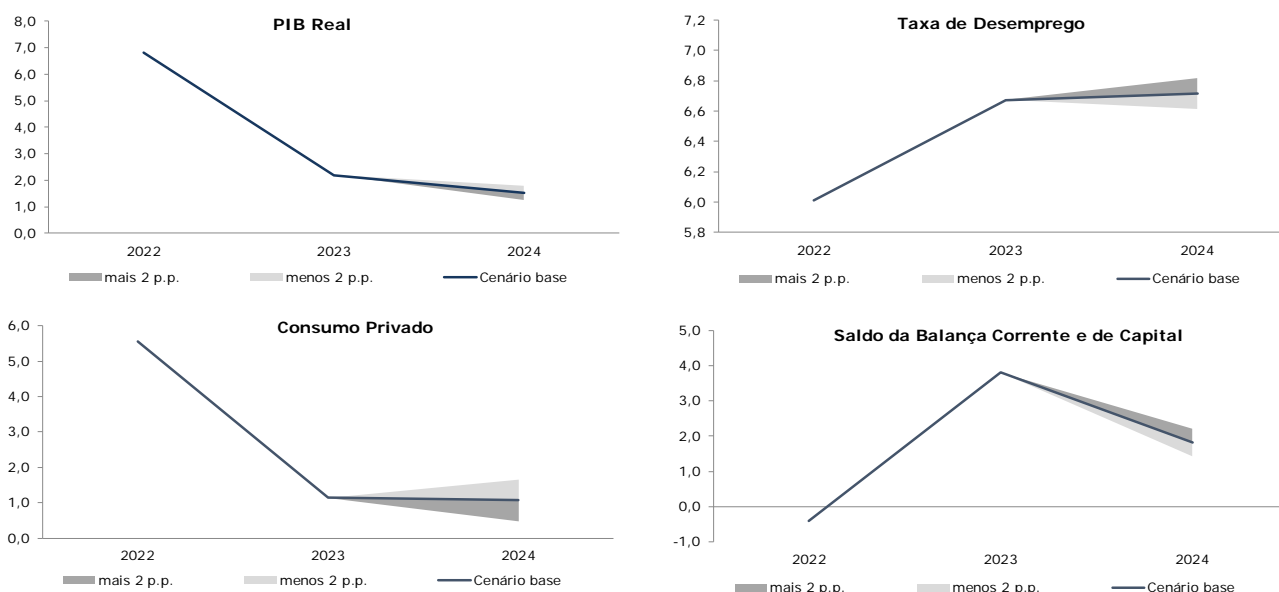 PIB Real
8,0
7,0
6,0
5,0
4,0
3,0
2,0
1,0
0,0
2022 2023 2024
mais 2 p.p. menos 2 p.p. Cenário base
Taxa de Desemprego
7,2
7,0
6,8
6,6
6,4
6,2
6,0
5,8
2022 2023 2024
mais 2 p.p. menos 2 p.p. Cenário base
Consumo Privado
6,0
5,0
4,0
3,0
2,0
1,0
0,0
2022 2023 2024
mais 2 p.p. menos 2 p.p. Cenário base
Saldo da Balança Corrente e de Capital
5,0
4,0
3,0
2,0
1,0
0,0
-1,0
2022 2023 2024
mais 2 p.p. menos 2 p.p. Cenário base